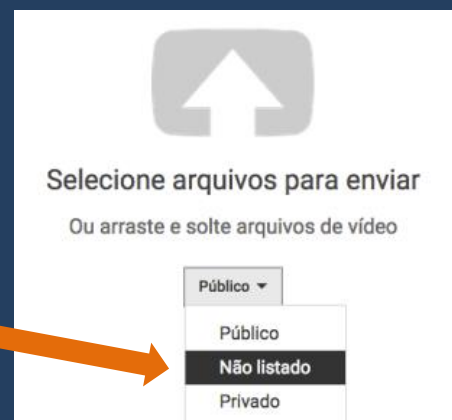 Selecione arquivos para enviar
Ou arraste e solte arquivos de vídeo
Público
Público
Não listado
Privado